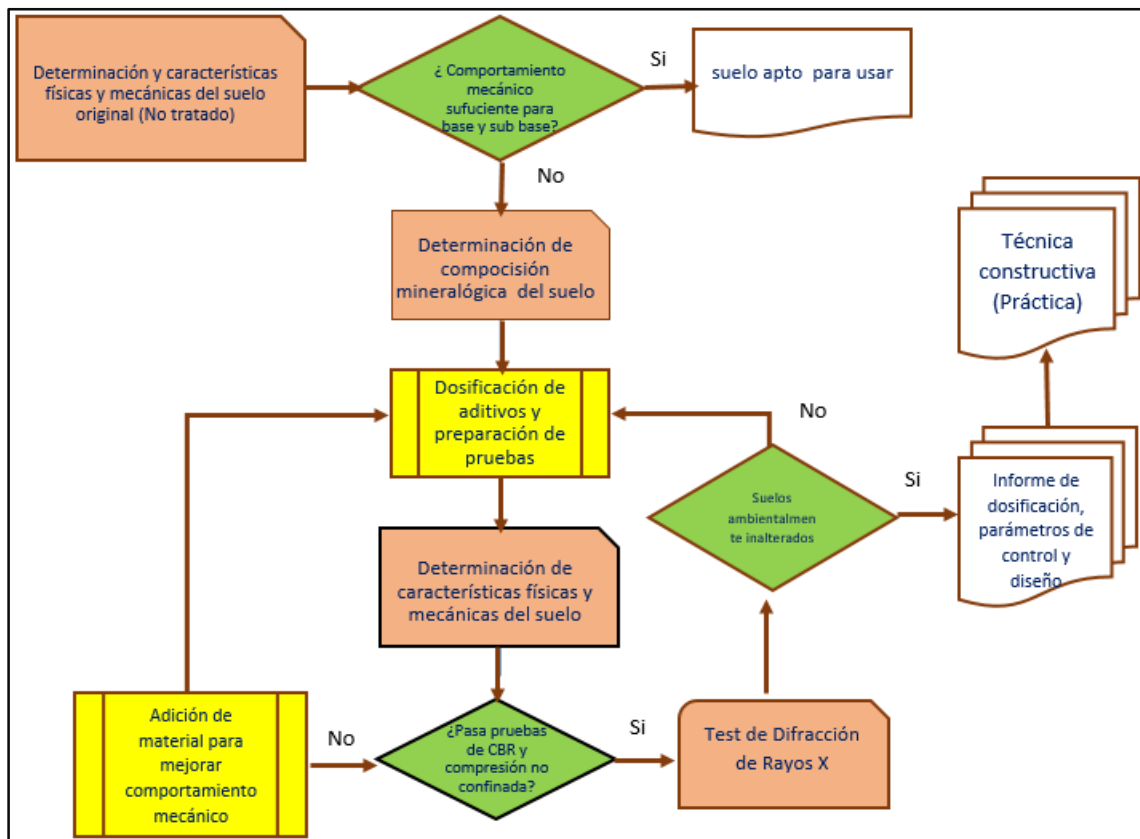 Determinación y características
físicas y mecánicas del suelo
original (No tratado)
¿ Comportamiento
mecánico
sufuciente para
base y sub base?
Si
suelo apto para usar
No
Determinación de
compocisión
mineralógica del suelo
Técnica
constructiva
(Práctica)
Dosificación de
aditivos y
preparación de
pruebas
No
Suelos
ambientalmen
te inalterados
Si
Informe de
dosificación,
parámetros de
control y
diseño
Determinación de
características físicas y
mecánicas del suelo
Adición de
material para
mejorar
comportamiento
mecánico
No
¿Pasa pruebas
de CBR y
compresión no
confinada?
Si
Test de Difracción
de Rayos X